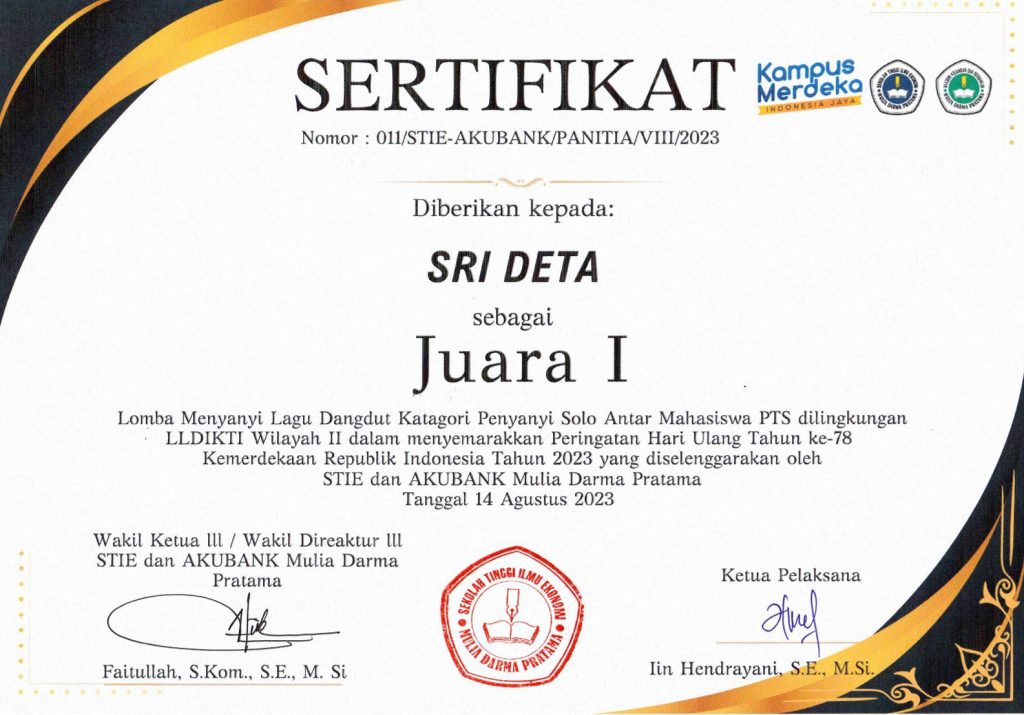 SERTIFIKAT
Kampus
Merdeka
INDONESIA JAYA
Nomor : 011/STIE-AKUBANK/PANITIA/VIII/2023
Diberikan kepada:
SRI DETA
sebagai
Juara I
Lomba Menyanyi Lagu Dangdut Katagori Penyanyi Solo Antar Mahasiswa PTS dilingkungan
LLDIKTI Wilayah II dalam menyemarakkan Peringatan Hari Ulang Tahun ke-78
Kemerdekaan Republik Indonesia Tahun 2023 yang diselenggarakan oleh
STIE dan AKUBANK Mulia Darma Pratama
Tanggal 14 Agustus 2023
Wakil Ketua lll / Wakil Direaktur lll
STIE dan AKUBANK Mulia Darma
Pratama
Faitullah, S.Kom., S.E., M. Si
SEKOLAH TINGGI ILMU EKONOMI
MULIA DARMA PRATAMA
Ketua Pelaksana
Iin Hendrayani, S.E., M.Si.